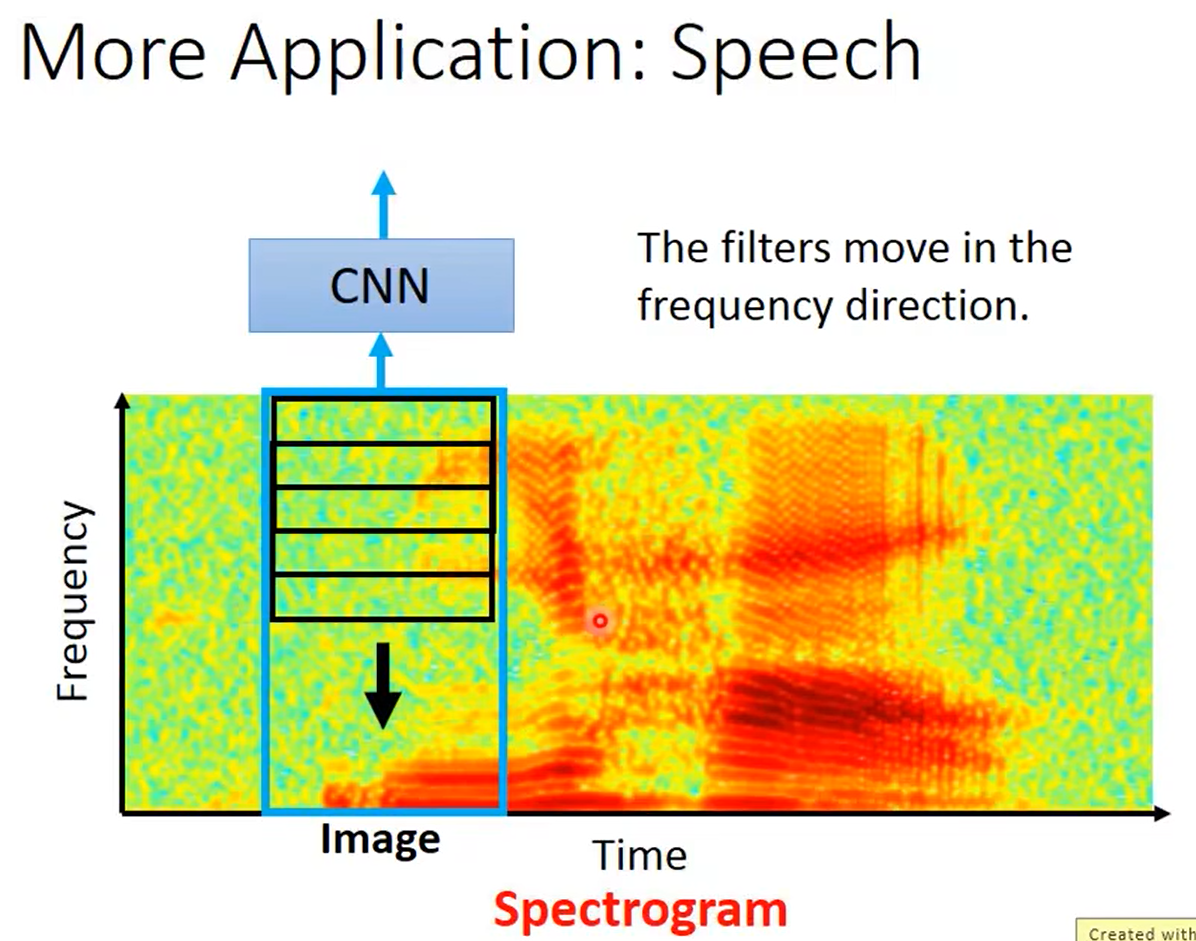 More Application: Speech
CNN
The filters move in the
frequency direction.
Frequency
Image
Time
Spectrogram
Created with